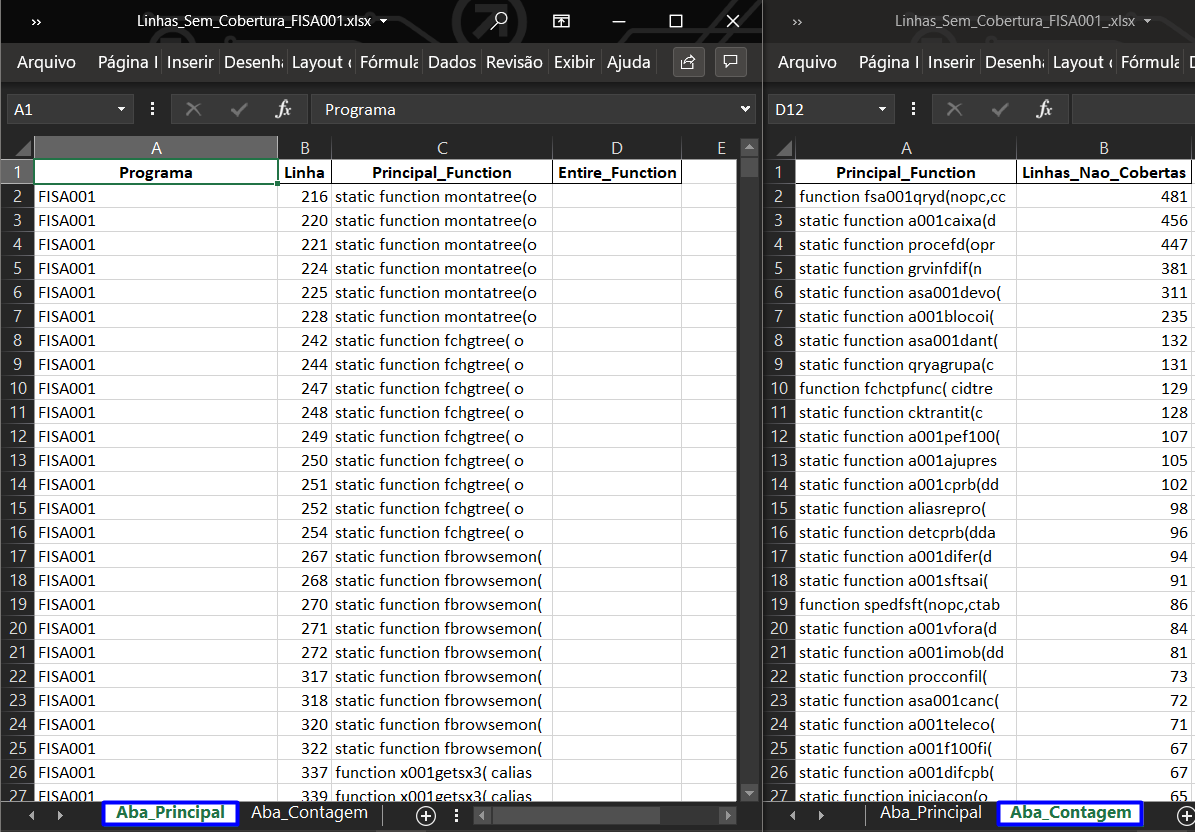 Linhas_Sem_Cobertura_FISA001.xlsx
Arquivo Página I Inserir Desenha Layout Fórmula Dados Revisão Exibir Ajuda
A1 fx Programa
A B C D E
1 Programa Linha Principal_Function Entire_Function
2 FISA001 216 static function montatree(o
3 FISA001 220 static function montatree(o
4 FISA001 221 static function montatree(o
5 FISA001 224 static function montatree(o
6 FISA001 225 static function montatree(o
7 FISA001 228 static function montatree(o
8 FISA001 242 static function fchgtree( o
9 FISA001 244 static function fchgtree( o
10 FISA001 247 static function fchgtree( o
11 FISA001 248 static function fchgtree( o
12 FISA001 249 static function fchgtree( o
13 FISA001 250 static function fchgtree( o
14 FISA001 251 static function fchgtree( o
15 FISA001 252 static function fchgtree( o
16 FISA001 254 static function fchgtree( o
17 FISA001 267 static function fbrowsemon(
18 FISA001 268 static function fbrowsemon(
19 FISA001 270 static function fbrowsemon(
20 FISA001 271 static function fbrowsemon(
21 FISA001 272 static function fbrowsemon(
22 FISA001 317 static function fbrowsemon(
23 FISA001 318 static function fbrowsemon(
24 FISA001 320 static function fbrowsemon(
25 FISA001 322 static function fbrowsemon(
26 FISA001 337 function x001getsx3( calias
27 FISA001 339 function x001getsx3( calias
Aba_Principal Aba_Contagem
Linhas_Sem_Cobertura_FISA001_.xlsx
Arquivo Página I Inserir Desenha Layout Fórmula D
D12 fx
A B
1 Principal_Function Linhas_Nao_Cobertas
2 function fsa001qryd(nopc,cc 481
3 static function a001caixa(d 456
4 static function procefd(opr 447
5 static function grvinfdif(n 381
6 static function asa001devo( 311
7 static function a001blocoi( 235
8 static function asa001dant( 132
9 static function qryagrupa(c 131
10 function fchctpfunc( cidtre 129
11 static function cktrantit(c 128
12 static function a001pef100( 107
13 static function a001ajupres 105
14 static function a001cprb(dd 102
15 static function aliasrepro( 98
16 static function detcprb(dda 96
17 static function a001difer(d 94
18 static function a001sftsai( 91
19 function spedfsft(nopc,ctab 86
20 static function a001vfora(d 84
21 static function a001imob(dd 81
22 static function procconfil( 73
23 static function asa001canc( 72
24 static function a001teleco( 71
25 static function a001f100fi( 67
26 static function a001difcpb( 67
27 static function iniciacon(o 65
Aba_Principal Aba_Contagem